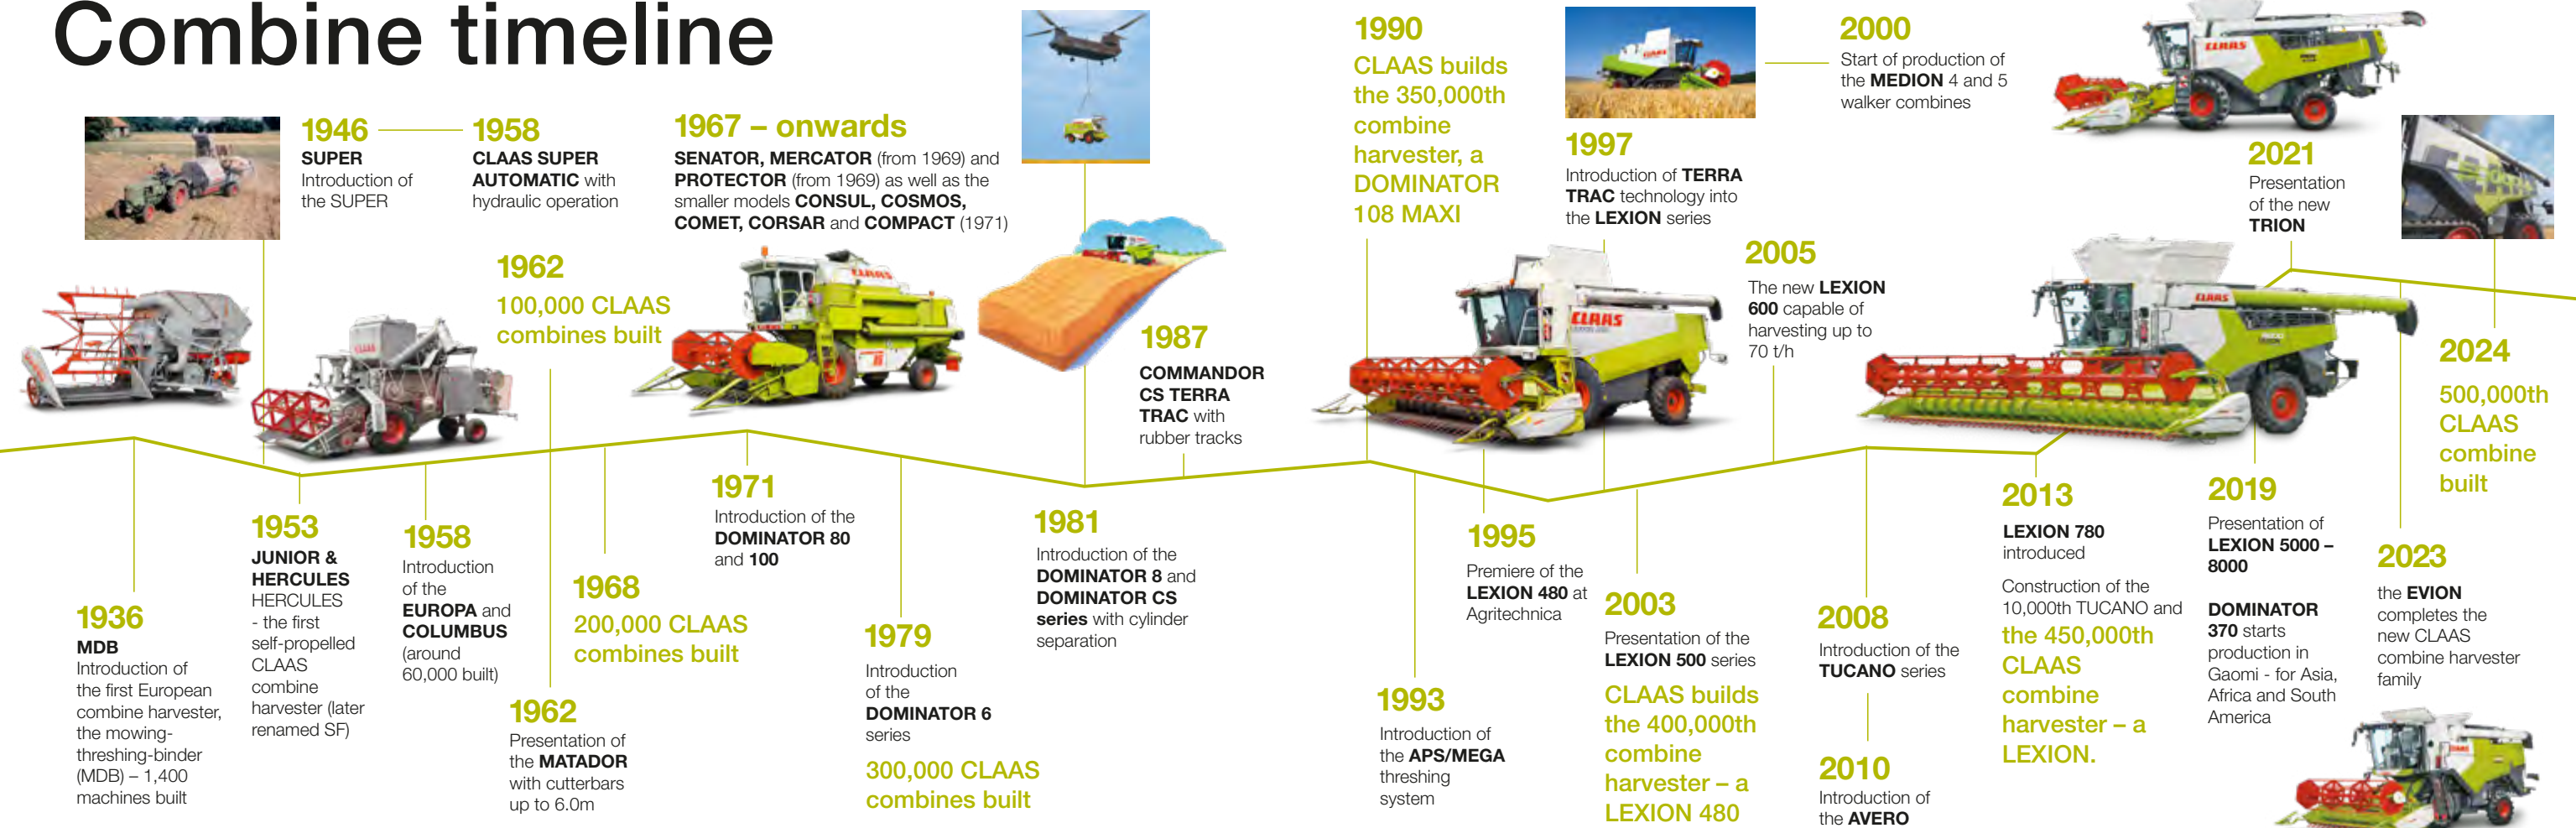 Combine timeline
1936
MDB
Introduction of
the first European
combine harvester,
the mowing-
threshing-binder
(MDB) – 1,400
machines built
1946
SUPER
Introduction of
the SUPER
1958
CLAAS SUPER
AUTOMATIC with
hydraulic operation
1953
JUNIOR &
HERCULES
HERCULES
- the first
self-propelled
CLAAS
combine
harvester (later
renamed SF)
1958
Introduction
of the
EUROPA and
COLUMBUS
(around
60,000 built)
1962
100,000 CLAAS
combines built
1962
Presentation of
the MATADOR
with cutterbars
up to 6.0m
1967 – onwards
SENATOR, MERCATOR (from 1969) and
PROTECTOR (from 1969) as well as the
smaller models CONSUL, COSMOS,
COMET, CORSAR and COMPACT (1971)
1968
200,000 CLAAS
combines built
CLAAS
1971
Introduction of the
DOMINATOR 80
and 100
1979
Introduction
of the
DOMINATOR 6
series
300,000 CLAAS
combines built
1981
Introduction of the
DOMINATOR 8 and
DOMINATOR CS
series with cylinder
separation
1987
COMMANDOR
CS TERRA
TRAC with
rubber tracks
1990
CLAAS builds
the 350,000th
combine
harvester, a
DOMINATOR
108 MAXI
1993
Introduction of
the APS/MEGA
threshing
system
1995
Premiere of the
LEXION 480 at
Agritechnica
CLAAS
1997
Introduction of TERRA
TRAC technology into
the LEXION series
2000
Start of production of
the MEDION 4 and 5
walker combines
2003
Presentation of the
LEXION 500 series
CLAAS builds
the 400,000th
combine
harvester – a
LEXION 480
2005
The new LEXION
600 capable of
harvesting up to
70 t/h
2008
Introduction of the
TUCANO series
2010
Introduction of
the AVERO
2013
LEXION 780
introduced
Construction of the
10,000th TUCANO and
the 450,000th
CLAAS
combine
harvester – a
LEXION.
CLAAS
2019
Presentation of
LEXION 5000 –
8000
DOMINATOR
370 starts
production in
Gaomi - for Asia,
Africa and South
America
CLAAS
2021
Presentation
of the new
TRION
2023
the EVION
completes the
new CLAAS
combine harvester
family
2024
500,000th
CLAAS
combine
built